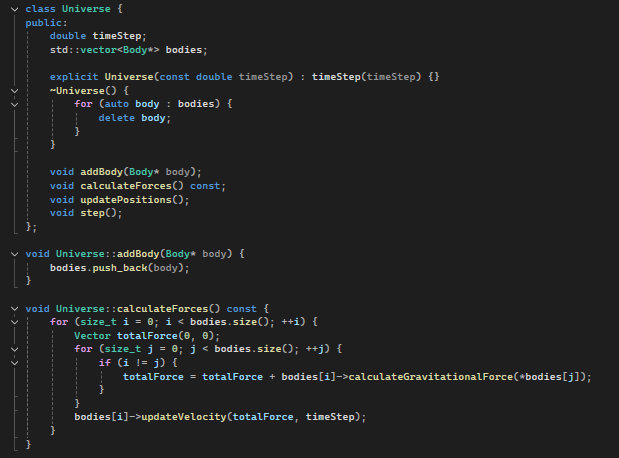 class Universe {
public:
    double timeStep;
    std::vector<Body*> bodies;

    explicit Universe(const double timeStep) : timeStep(timeStep) {}
    ~Universe() {
        for (auto body : bodies) {
            delete body;
        }
    }

    void addBody(Body* body);
    void calculateForces() const;
    void updatePositions();
    void step();
};

void Universe::addBody(Body* body) {
    bodies.push_back(body);
}

void Universe::calculateForces() const {
    for (size_t i = 0; i < bodies.size(); ++i) {
        Vector totalForce(0, 0);
        for (size_t j = 0; j < bodies.size(); ++j) {
            if (i != j) {
                totalForce = totalForce + bodies[i]->calculateGravitationalForce(*bodies[j]);
            }
        }
        bodies[i]->updateVelocity(totalForce, timeStep);
    }
}